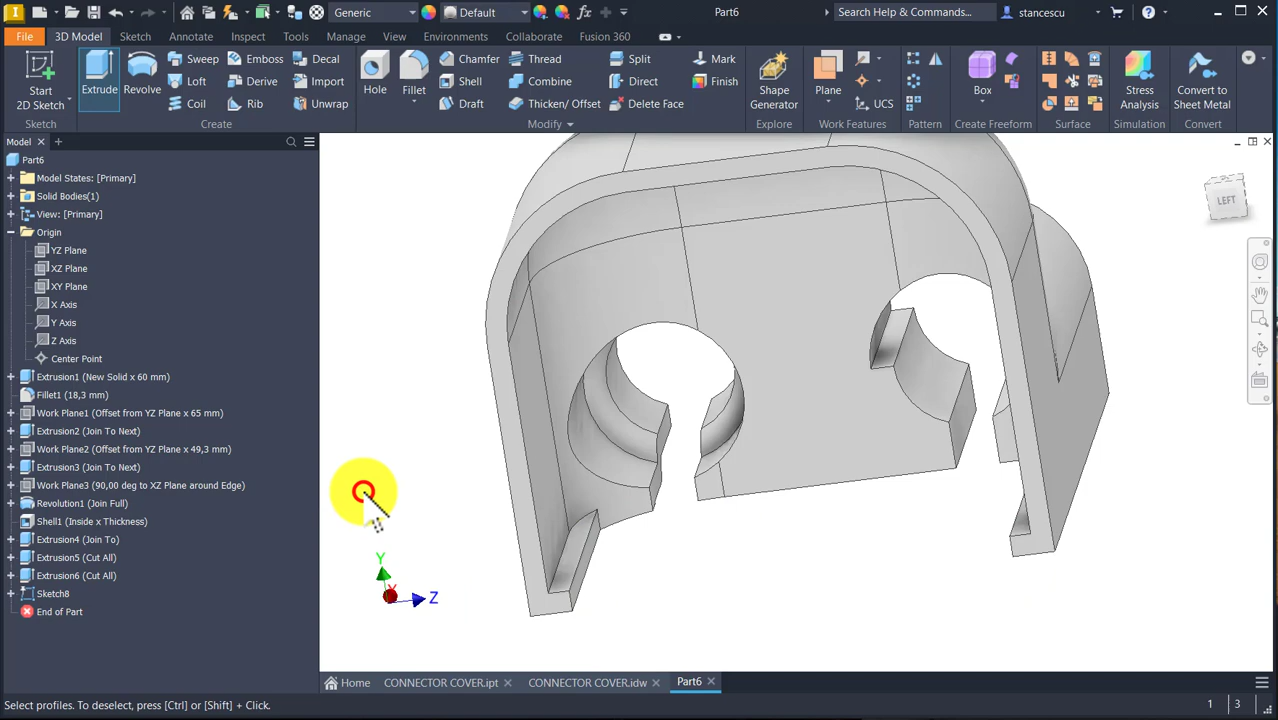 Generic
Default
fx
Part6
Search Help & Commands...
stancescu
File
3D Model
Sketch
Annotate
Inspect
Tools
Manage
View
Environments
Collaborate
Fusion 360
Start
2D Sketch
Extrude
Revolve
Sweep
Emboss
Decal
Loft
Derive
Import
Coil
Rib
Unwrap
Hole
Fillet
Chamfer
Thread
Split
Shell
Combine
Direct
Draft
Thicken/ Offset
Delete Face
Mark
Finish
Shape
Generator
Plane
UCS
Box
Stress
Analysis
Convert to
Sheet Metal
Sketch
Create
Modify
Explore
Work Features
Pattern
Create Freeform
Surface
Simulation
Convert
Model
Part6
Model States: [Primary]
Solid Bodies(1)
View: [Primary]
Origin
YZ Plane
XZ Plane
XY Plane
X Axis
Y Axis
Z Axis
Center Point
Extrusion1 (New Solid x 60 mm)
Fillet1 (18,3 mm)
Work Plane1 (Offset from YZ Plane x 65 mm)
Extrusion2 (Join To Next)
Work Plane2 (Offset from YZ Plane x 49,3 mm)
Extrusion3 (Join To Next)
Work Plane3 (90,00 deg to XZ Plane around Edge)
Revolution1 (Join Full)
Shell1 (Inside x Thickness)
Extrusion4 (Join To)
Extrusion5 (Cut All)
Extrusion6 (Cut All)
Sketch8
End of Part
LEFT
Y
X
Z
Home
CONNECTOR COVER.ipt
CONNECTOR COVER.idw
Part6
Select profiles. To deselect, press [Ctrl] or [Shift] + Click.
1
3